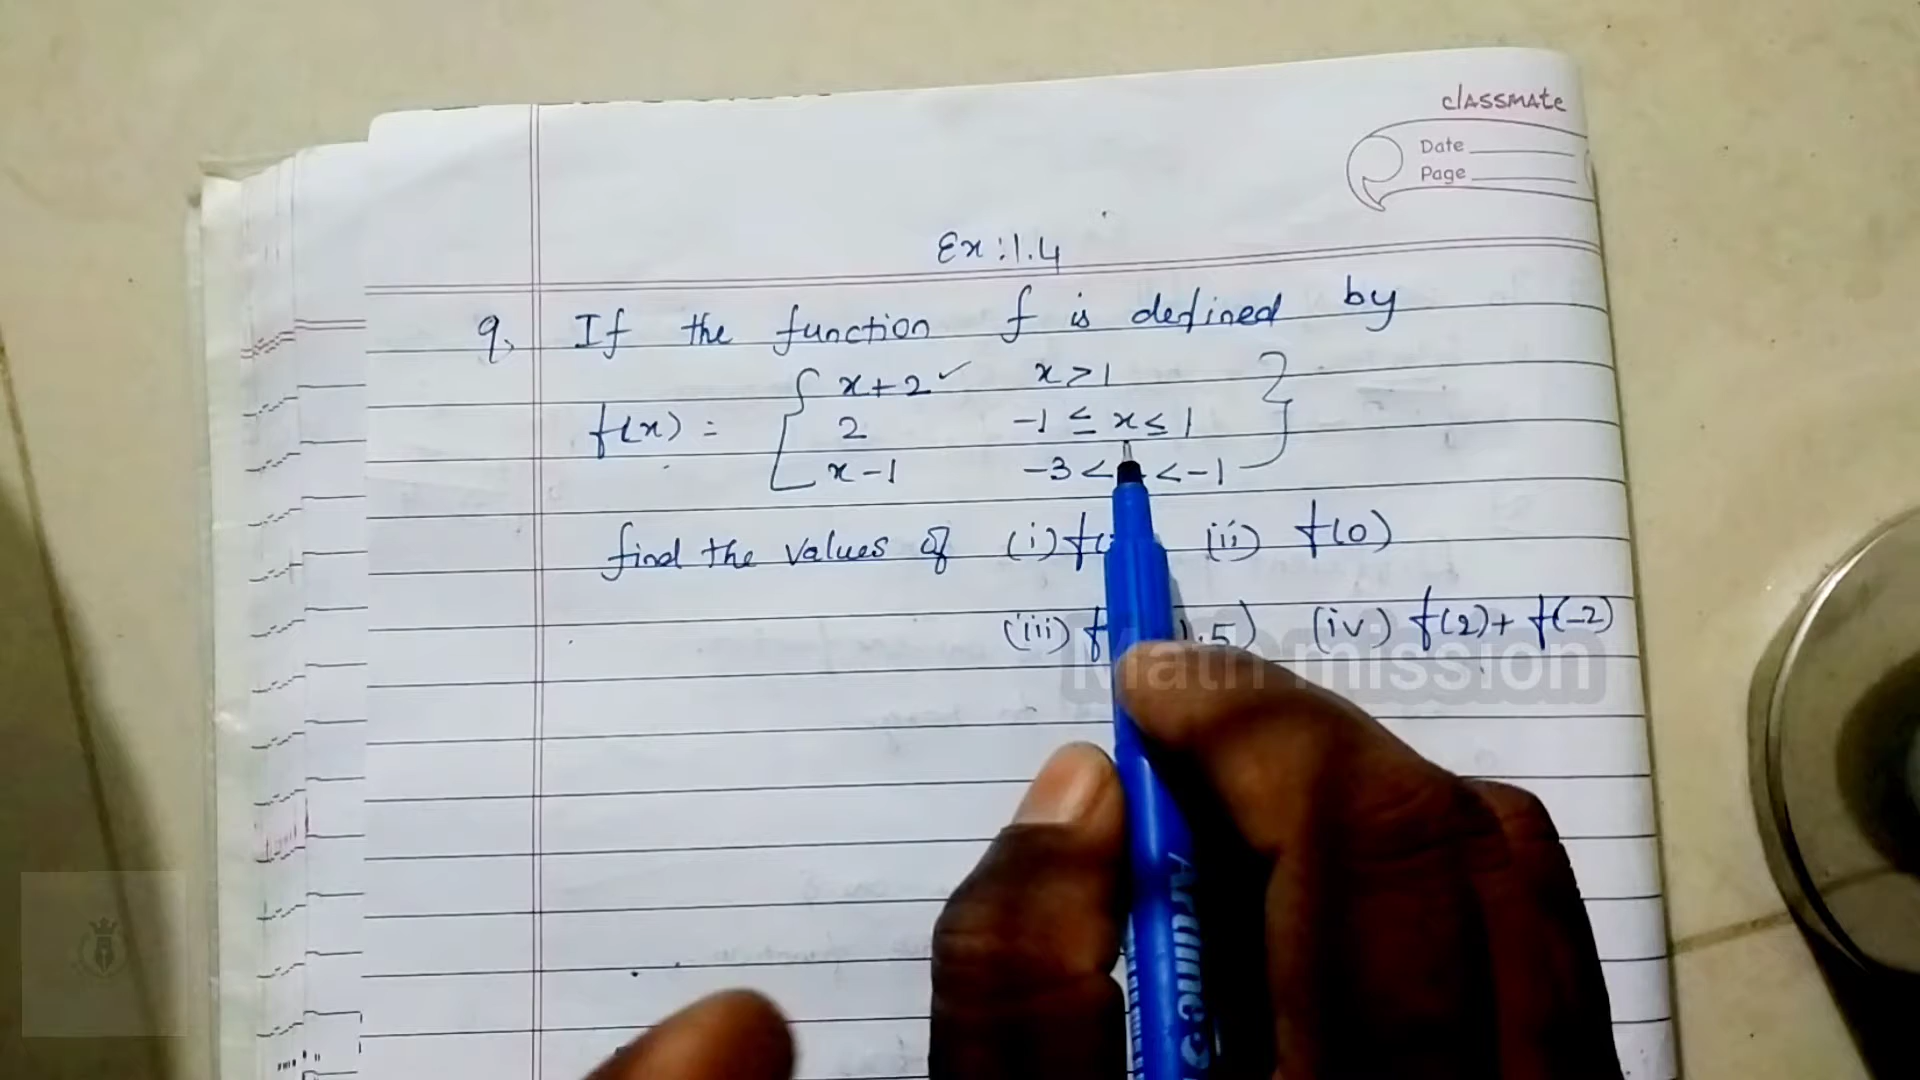 classmate
Date
Page
Ex : 1.4
9, If the function f is defined by
f(x) = { x+2 ✓ x > 1
2 -1 ≤ x ≤ 1
x-1 -3 < < -1 }
find the values of (i) f( (ii) f(0)
(iii) f 1.5) (iv) f(2) + f(-2)
Math mission